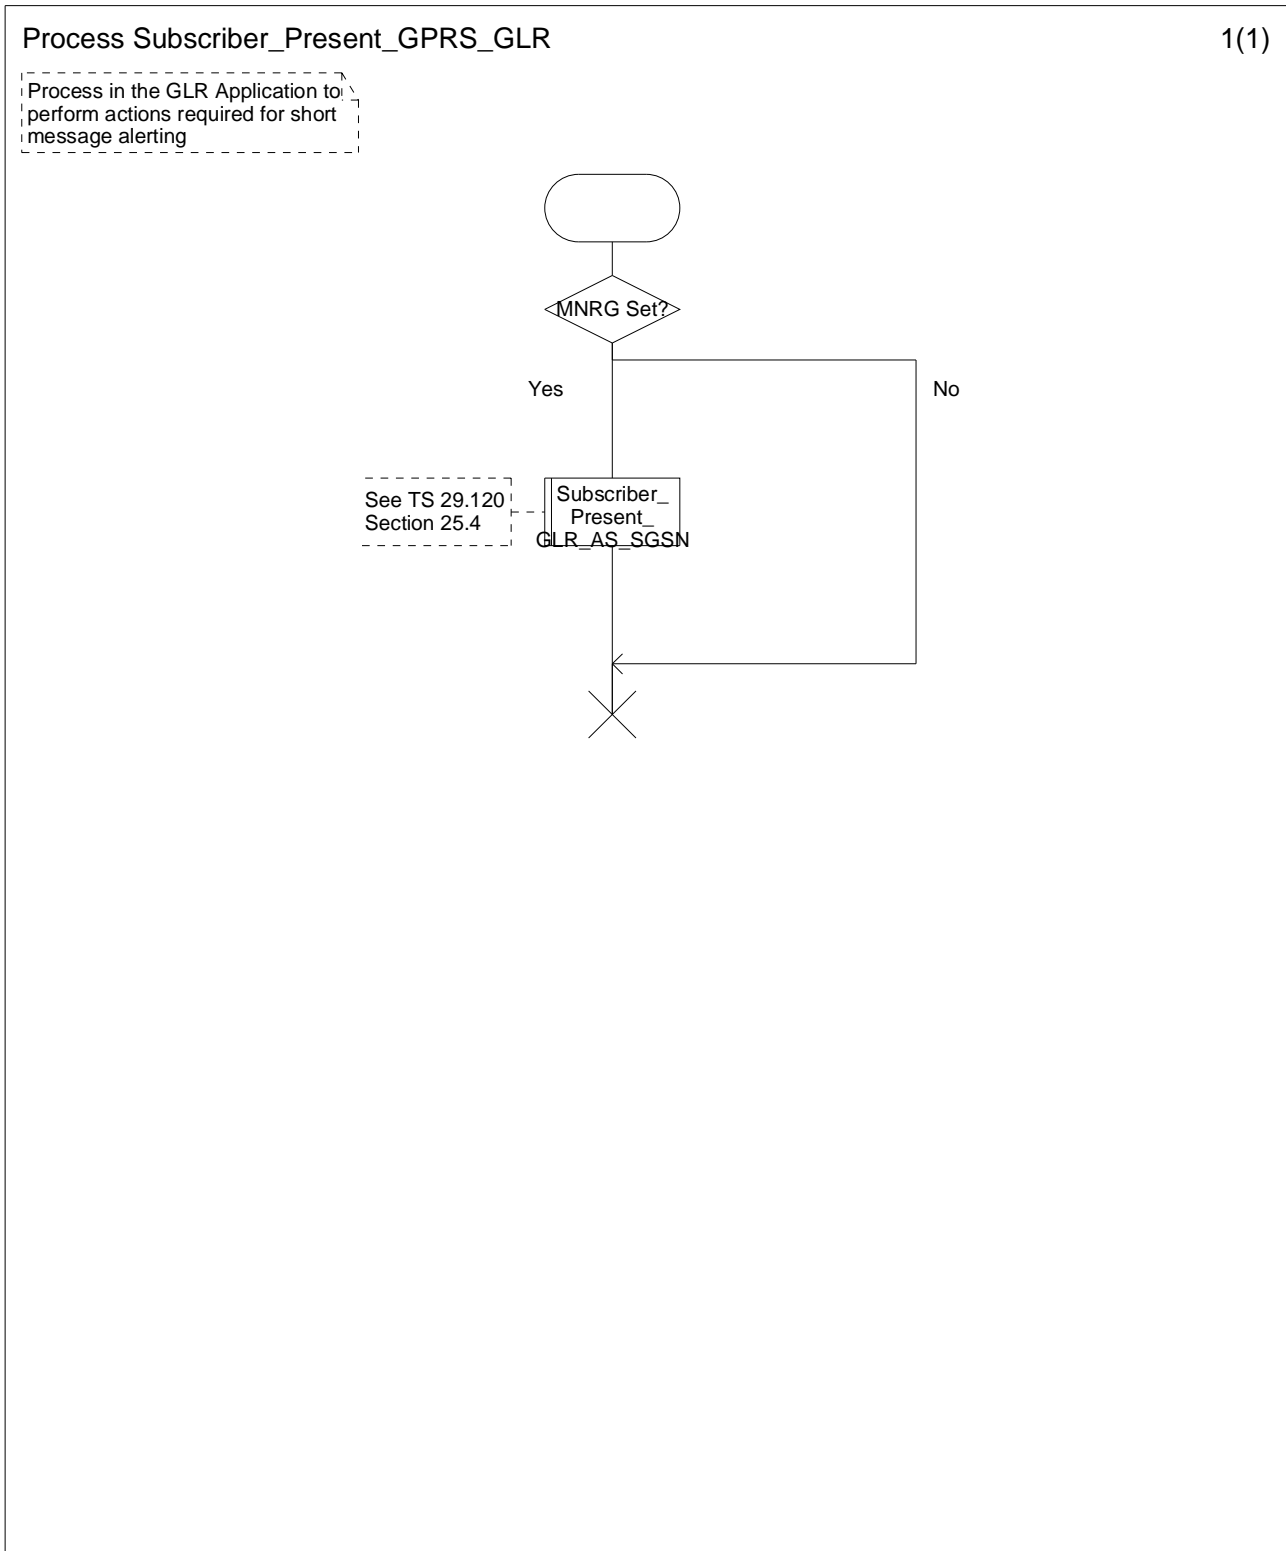 Process Subscriber_Present_GPRS_GLR
1(1)
Process in the GLR Application to
perform actions required for short
message alerting
MNRG Set?
Yes
No
See TS 29.120
Section 25.4
Subscriber_
Present_
GLR_AS_SGSN